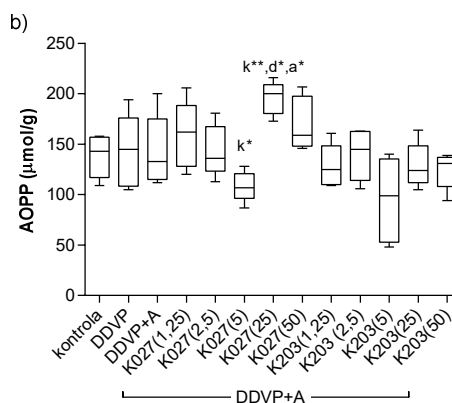 b)
250
200
150
100
50
0
AOPP (µmol/g)
k*
k**,d*,a*
kontrola
DDVP
DDVP+A
K027(1,25)
K027(2,5)
K027(5)
K027(25)
K027(50)
K203(1,25)
K203 (2,5)
K203(5)
K203(25)
K203(50)
DDVP+A